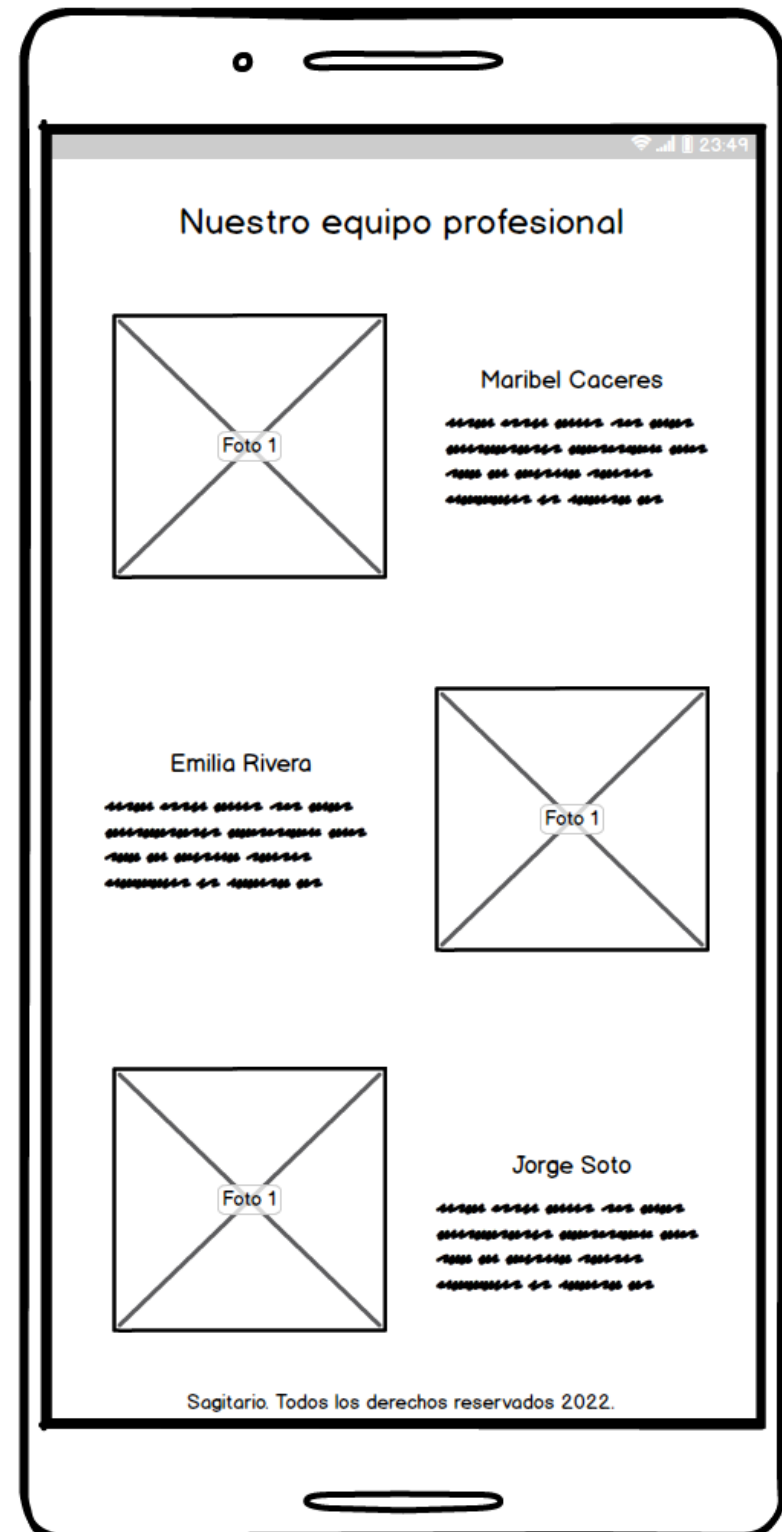 23:49
Nuestro equipo profesional
Foto 1
Maribel Caceres
Emilia Rivera
Foto 1
Foto 1
Jorge Soto
Sagitario. Todos los derechos reservados 2022.